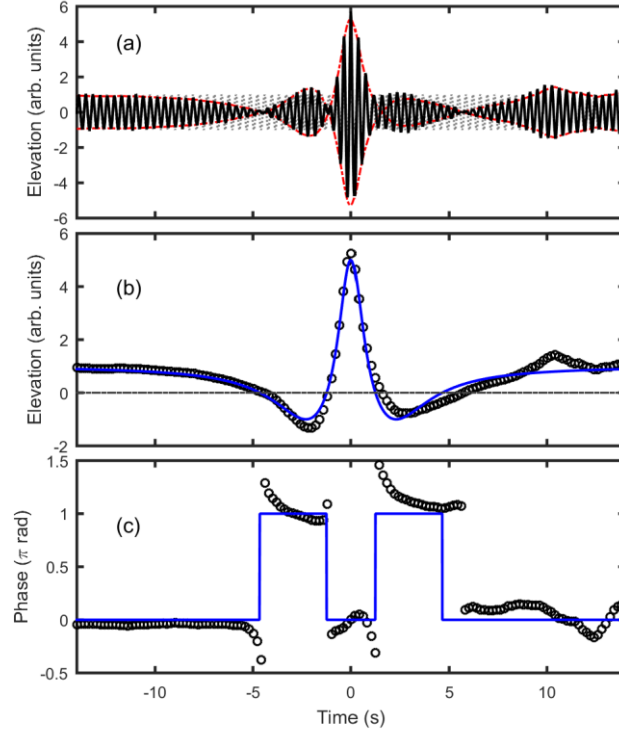 6
4
2
0
-2
-4
6
Elevation (arb. units)
(a)
6
4
2
0
-2
Elevation (arb. units)
(b)
1.5
1
0.5
0
-0.5
Phase (π rad)
(c)
-10 -5 0 5 10
Time (s)